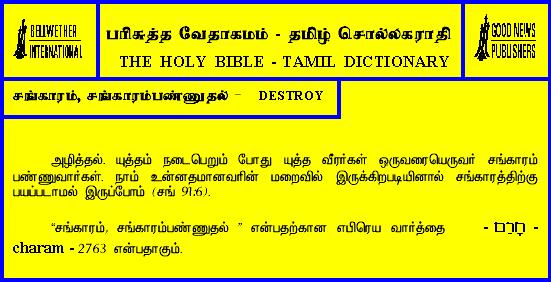 BELLWETHER
INTERNATIONAL
பரிசுத்த வேதாகமம் - தமிழ் சொல்லகராதி
THE HOLY BIBLE - TAMIL DICTIONARY
GOOD NEWS
PUBLISHERS
சங்காரம், சங்காரம்பண்ணுதல் – DESTROY
அழித்தல். யுத்தம் நடைபெறும் போது யுத்த வீரர்கள் ஒருவரையெருவர் சங்காரம்
பண்ணுவார்கள். நாம் உன்னதமானவரின் மறைவில் இருக்கிறபடியினால் சங்காரத்திற்கு
பயப்படாமல் இருப்போம் (சங் 91:6).
“சங்காரம், சங்காரம்பண்ணுதல் ” என்பதற்கான எபிரெய வார்த்தை - חָרַם -
charam - 2763 என்பதாகும்.